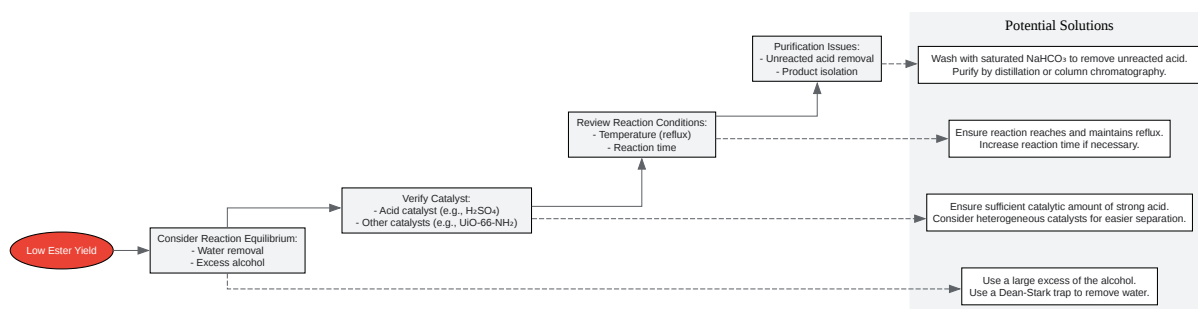 Potential Solutions
Purification Issues:
- Unreacted acid removal
- Product isolation
Wash with saturated NaHCO₃ to remove unreacted acid.
Purify by distillation or column chromatography.
Review Reaction Conditions:
- Temperature (reflux)
- Reaction time
Ensure reaction reaches and maintains reflux.
Increase reaction time if necessary.
Verify Catalyst:
- Acid catalyst (e.g., H₂SO₄)
- Other catalysts (e.g., UiO-66-NH₂)
Ensure sufficient catalytic amount of strong acid.
Consider heterogeneous catalysts for easier separation.
Low Ester Yield
Consider Reaction Equilibrium:
- Water removal
- Excess alcohol
Use a large excess of the alcohol.
Use a Dean-Stark trap to remove water.